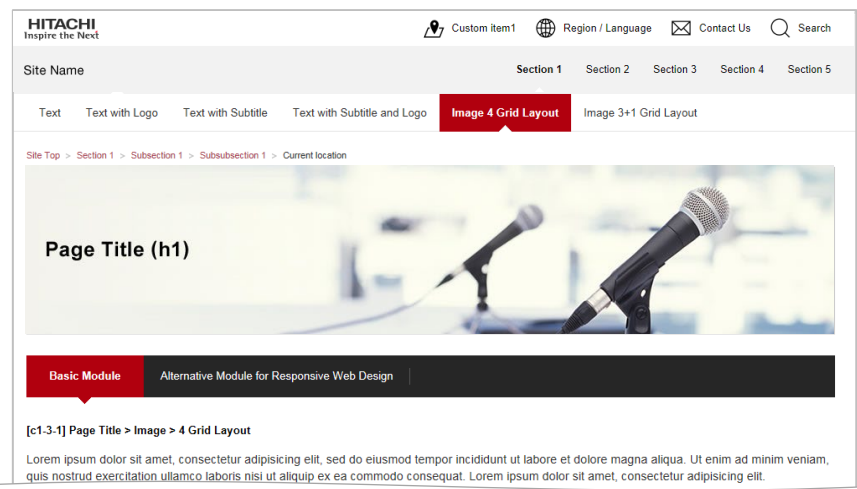 HITACHI
Inspire the Next
Custom item1 Region / Language Contact Us Search
Site Name
Section 1 Section 2 Section 3 Section 4 Section 5
Text Text with Logo Text with Subtitle Text with Subtitle and Logo Image 4 Grid Layout Image 3+1 Grid Layout
Site Top > Section 1 > Subsection 1 > Subsubsection 1 > Current location
Page Title (h1)
Basic Module Alternative Module for Responsive Web Design
[c1-3-1] Page Title > Image > 4 Grid Layout
Lorem ipsum dolor sit amet, consectetur adipisicing elit, sed do eiusmod tempor incididunt ut labore et dolore magna aliqua. Ut enim ad minim veniam,
quis nostrud exercitation ullamco laboris nisi ut aliquip ex ea commodo consequat. Lorem ipsum dolor sit amet, consectetur adipisicing elit.